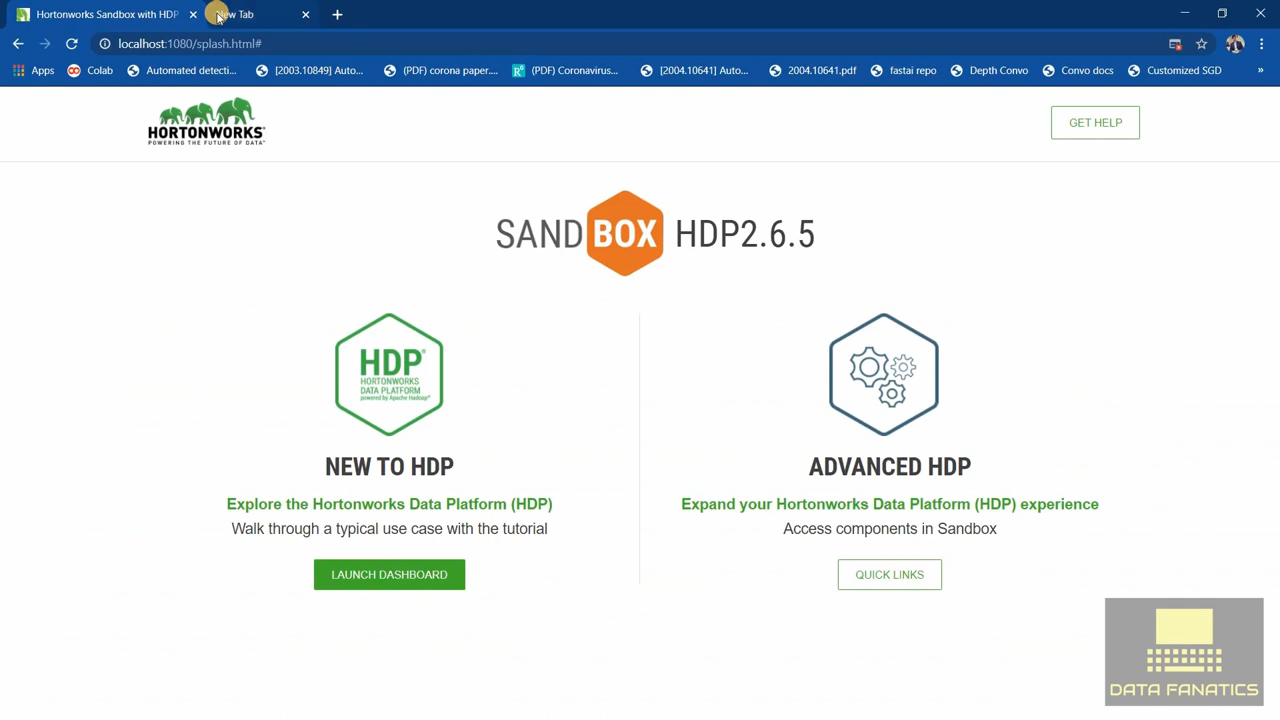 Hortonworks Sandbox with HDP
New Tab
localhost:1080/splash.html#
Apps
Colab
Automated detecti...
[2003.10849] Auto...
(PDF) corona paper....
(PDF) Coronavirus...
[2004.10641] Auto...
2004.10641.pdf
fastai repo
Depth Convo
Convo docs
Customized SGD
»
HORTONWORKS
POWERING THE FUTURE OF DATA
GET HELP
SANDBOX HDP2.6.5
HDP
HORTONWORKS
DATA PLATFORM
powered by Apache Hadoop
NEW TO HDP
Explore the Hortonworks Data Platform (HDP)
Walk through a typical use case with the tutorial
LAUNCH DASHBOARD
ADVANCED HDP
Expand your Hortonworks Data Platform (HDP) experience
Access components in Sandbox
QUICK LINKS
DATA FANATICS